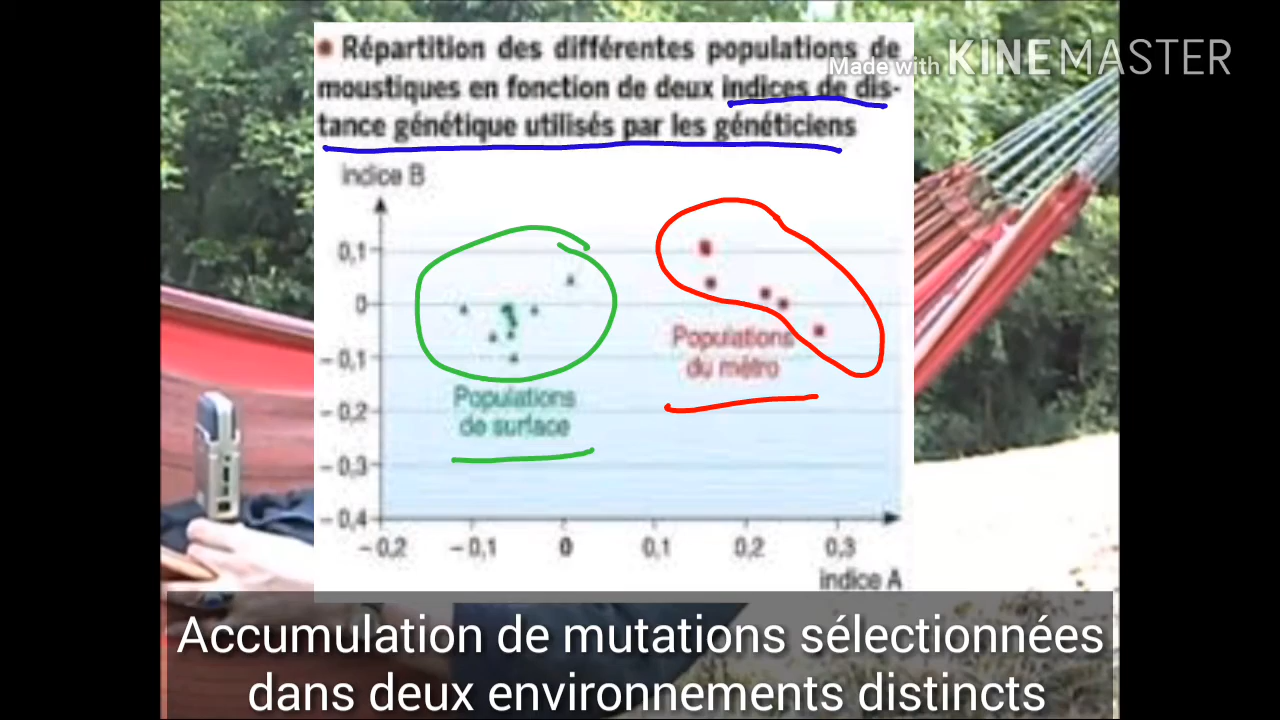 • Répartition des différentes populations de
Made with KINEMASTER
moustiques en fonction de deux indices de dis-
tance génétique utilisés par les généticiens
indice B
0,1
0
– 0,1
– 0,2
– 0,3
– 0,4
Populations
du métro
Populations
de surface
– 0,2 – 0,1 0 0,1 0,2 0,3
indice A
Accumulation de mutations sélectionnées
dans deux environnements distincts